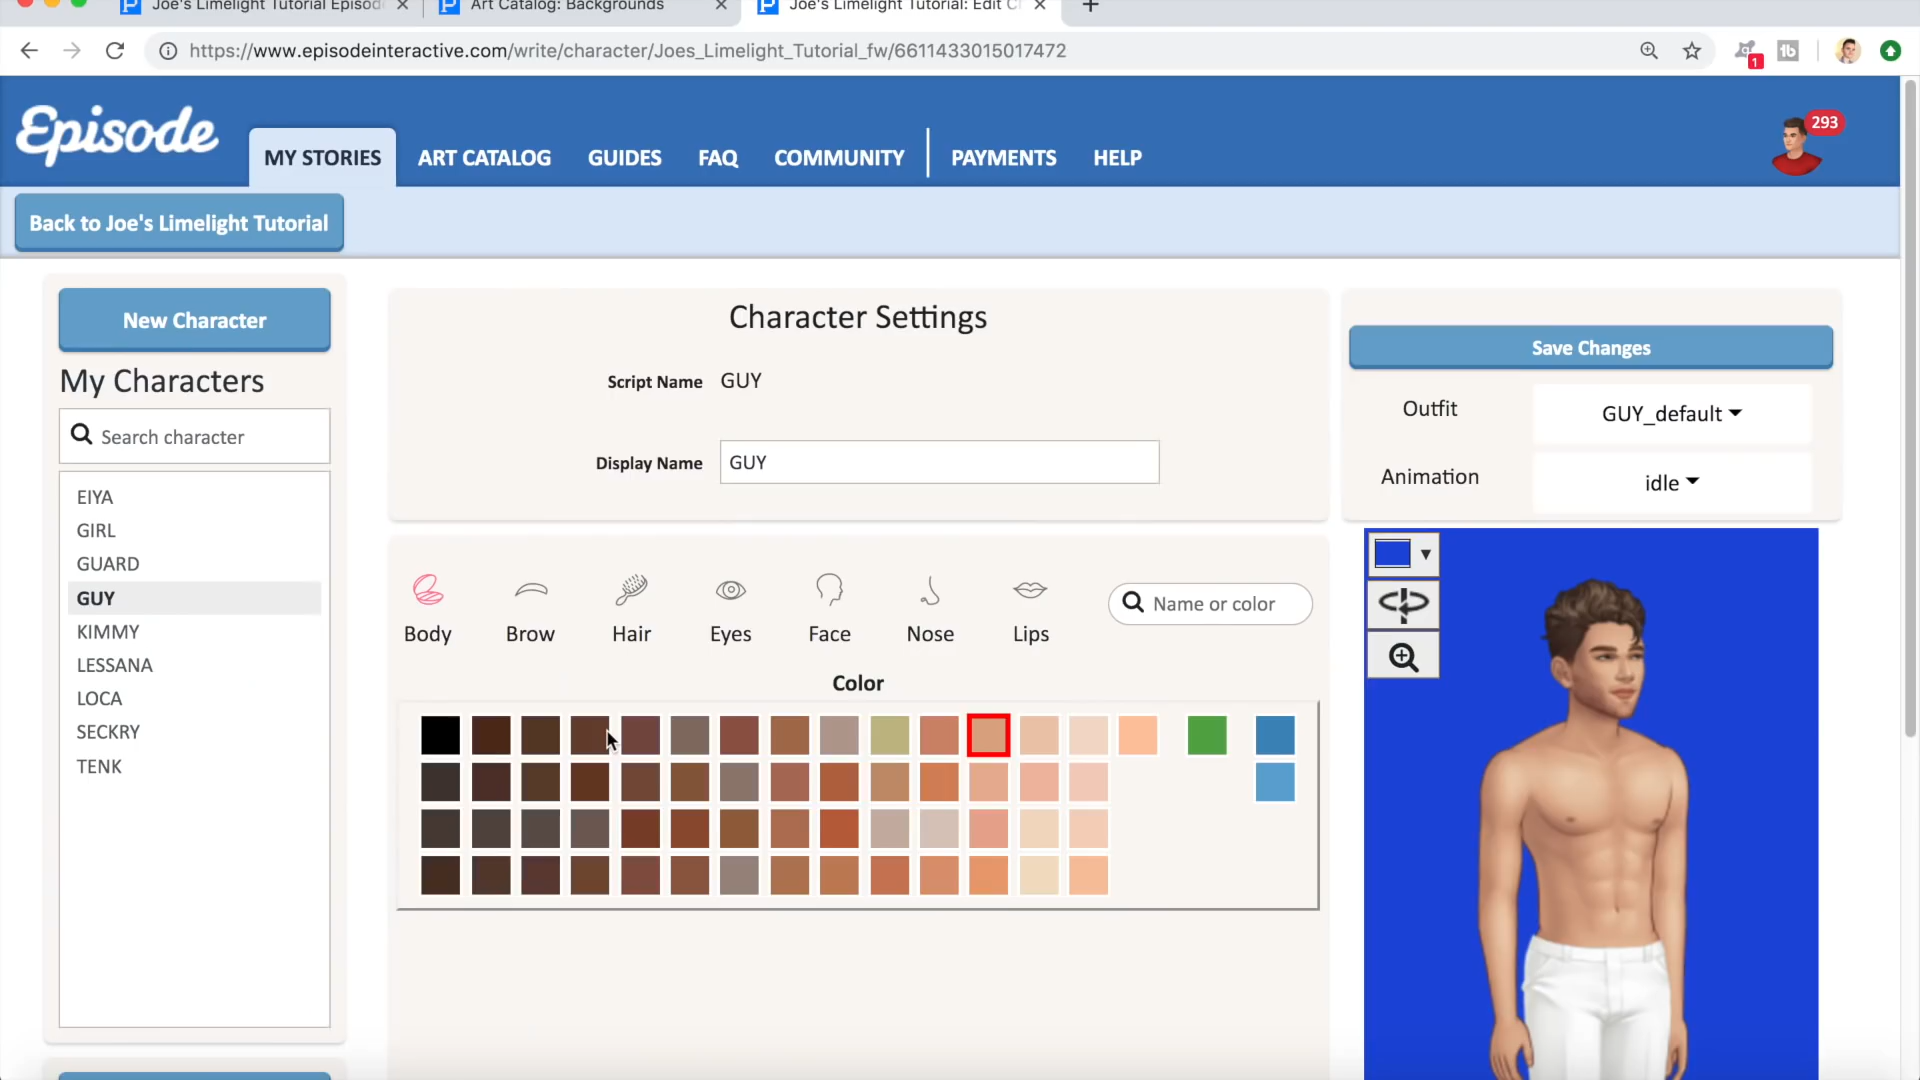 Joe's Limelight Tutorial Episode
Art Catalog: Backgrounds
Joe's Limelight Tutorial: Edit C
https://www.episodeinteractive.com/write/character/Joes_Limelight_Tutorial_fw/6611433015017472
1
tb
Episode
MY STORIES
ART CATALOG
GUIDES
FAQ
COMMUNITY
PAYMENTS
HELP
293
Back to Joe's Limelight Tutorial
New Character
My Characters
Search character
EIYA
GIRL
GUARD
GUY
KIMMY
LESSANA
LOCA
SECKRY
TENK
Character Settings
Script Name GUY
Display Name GUY
Body
Brow
Hair
Eyes
Face
Nose
Lips
Name or color
Color
Save Changes
Outfit GUY_default
Animation idle